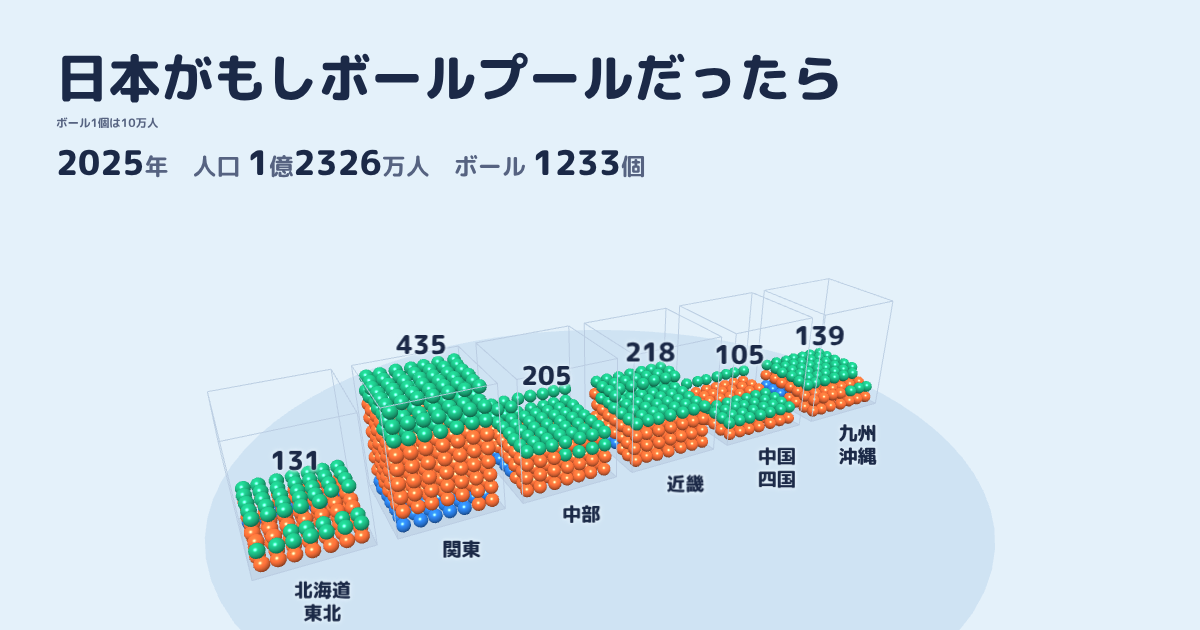 日本がもしボールプールだったら
ボール1個は10万人
2025年　人口 1億2326万人　ボール 1233個
435
205
218
105
139
131
九州
沖縄
中国
四国
近畿
中部
関東
北海道
東北